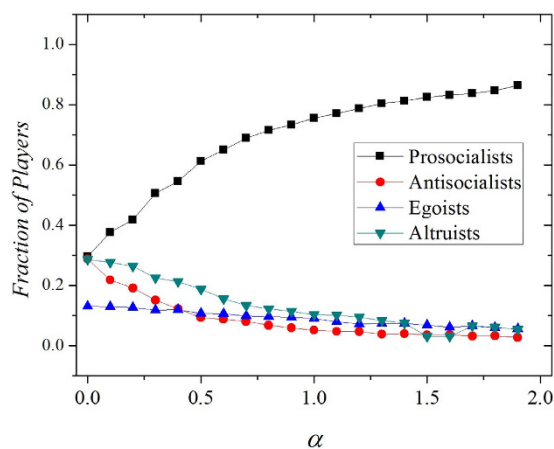 1.0
0.8
0.6
0.4
0.2
0.0
Fraction of Players
Prosocialists
Antisocialists
Egoists
Altruists
0.0 0.5 1.0 1.5 2.0
α